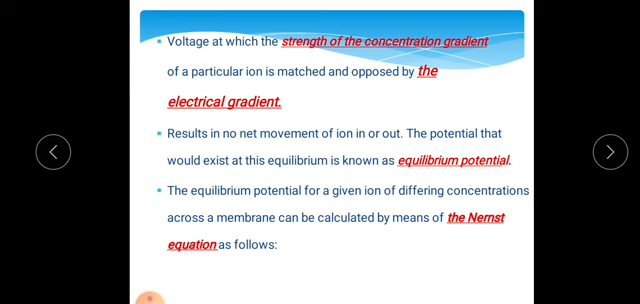 Voltage at which the strength of the concentration gradient
of a particular ion is matched and opposed by the
electrical gradient.
Results in no net movement of ion in or out. The potential that
would exist at this equilibrium is known as equilibrium potential.
The equilibrium potential for a given ion of differing concentrations
across a membrane can be calculated by means of the Nernst
equation as follows: